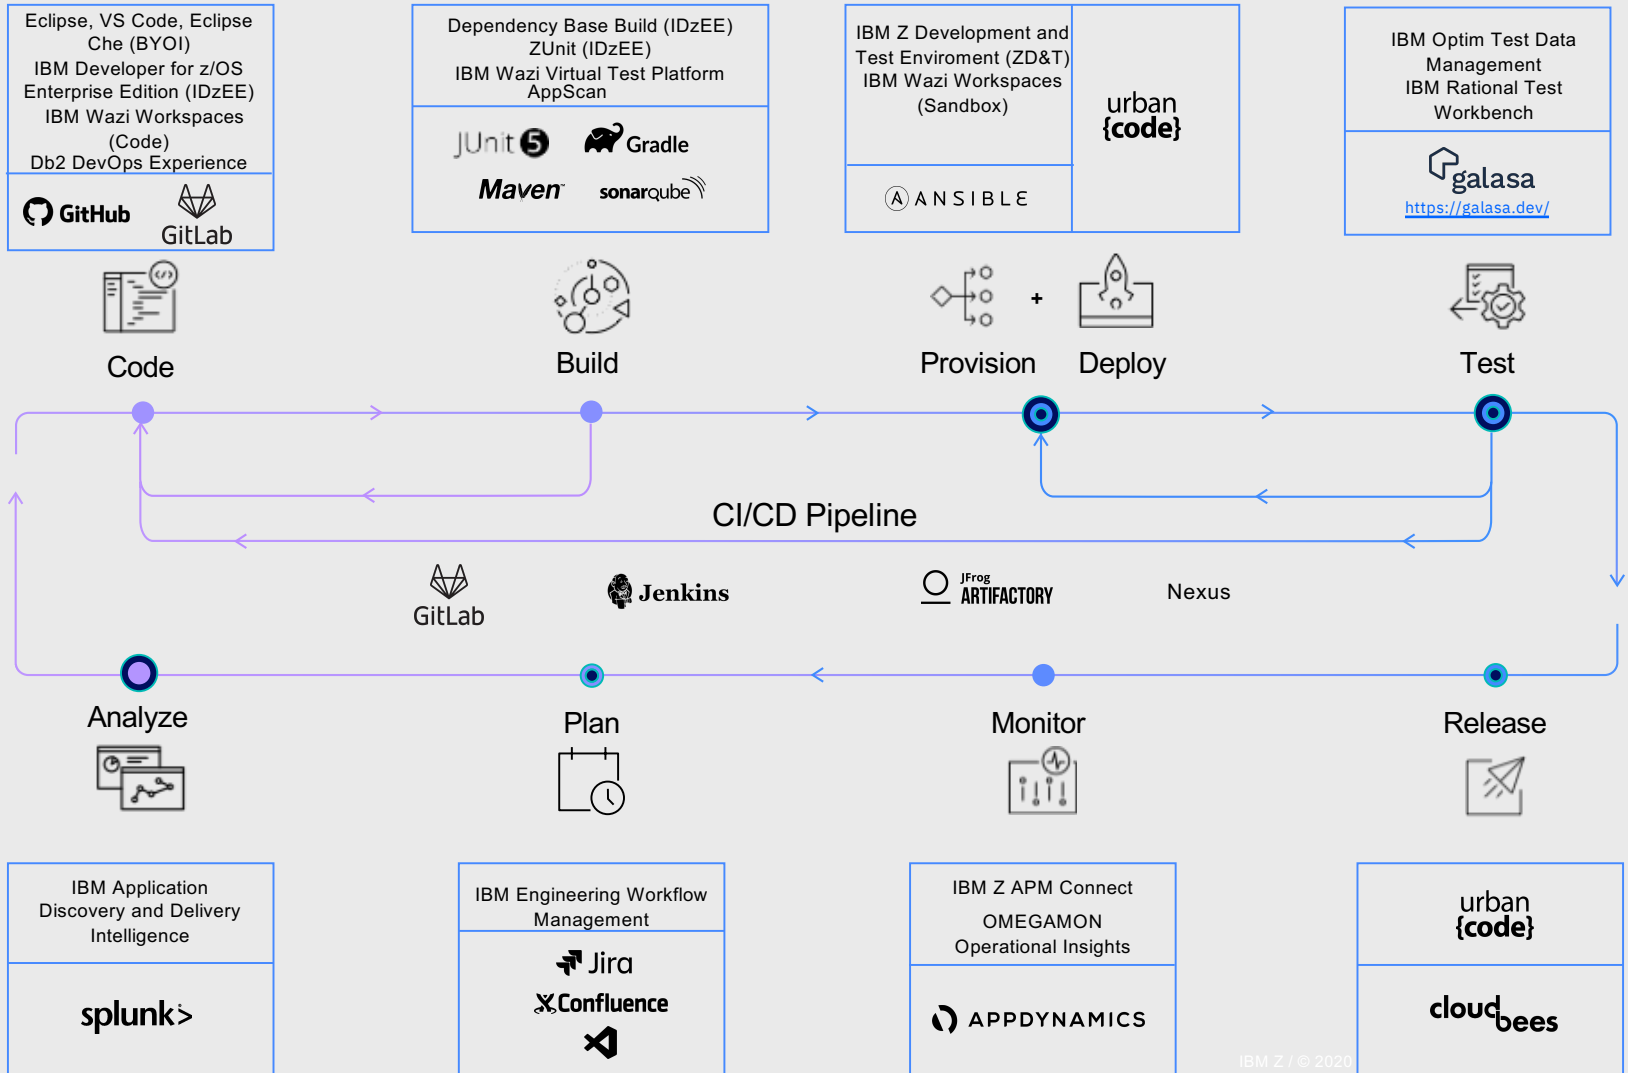 Eclipse, VS Code, Eclipse
Che (BYOI)
IBM Developer for z/OS
Enterprise Edition (IDzEE)
IBM Wazi Workspaces
(Code)
Db2 DevOps Experience
GitHub
GitLab
Dependency Base Build (IDzEE)
ZUnit (IDzEE)
IBM Wazi Virtual Test Platform
AppScan
JUnit 5
Gradle
Maven™
sonarqube
IBM Z Development and
Test Enviroment (ZD&T)
IBM Wazi Workspaces
(Sandbox)
ANSIBLE
urban
{code}
IBM Optim Test Data
Management
IBM Rational Test
Workbench
galasa
https://galasa.dev/
Code
Build
Provision
+
Deploy
Test
CI/CD Pipeline
GitLab
Jenkins
JFrog
ARTIFACTORY
Nexus
Analyze
Plan
Monitor
Release
IBM Application
Discovery and Delivery
Intelligence
splunk>
IBM Engineering Workflow
Management
Jira
Confluence
IBM Z APM Connect
OMEGAMON
Operational Insights
APPDYNAMICS
urban
{code}
cloudbees
IBM Z / © 2020